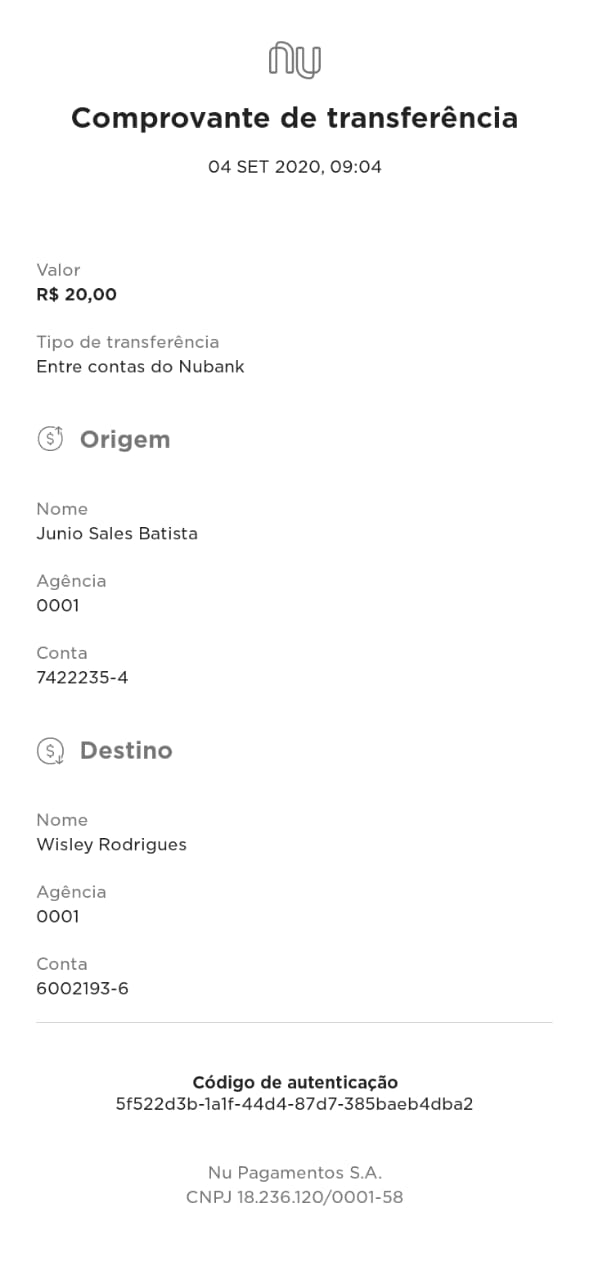 nu
Comprovante de transferência
04 SET 2020, 09:04
Valor
R$ 20,00
Tipo de transferência
Entre contas do Nubank
Origem
Nome
Junio Sales Batista
Agência
0001
Conta
7422235-4
Destino
Nome
Wisley Rodrigues
Agência
0001
Conta
6002193-6
Código de autenticação
5f522d3b-1a1f-44d4-87d7-385baeb4dba2
Nu Pagamentos S.A.
CNPJ 18.236.120/0001-58